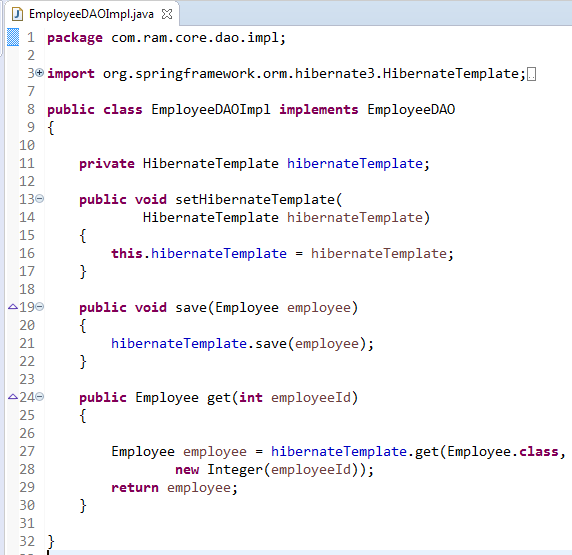 EmployeeDAOImpl.java
1 package com.ram.core.dao.impl;
2
3 import org.springframework.orm.hibernate3.HibernateTemplate;
7
8 public class EmployeeDAOImpl implements EmployeeDAO
9 {
10
11     private HibernateTemplate hibernateTemplate;
12
13     public void setHibernateTemplate(
14             HibernateTemplate hibernateTemplate)
15     {
16         this.hibernateTemplate = hibernateTemplate;
17     }
18
19     public void save(Employee employee)
20     {
21         hibernateTemplate.save(employee);
22     }
23
24     public Employee get(int employeeId)
25     {
26
27         Employee employee = hibernateTemplate.get(Employee.class,
28                 new Integer(employeeId));
29         return employee;
30     }
31
32 }